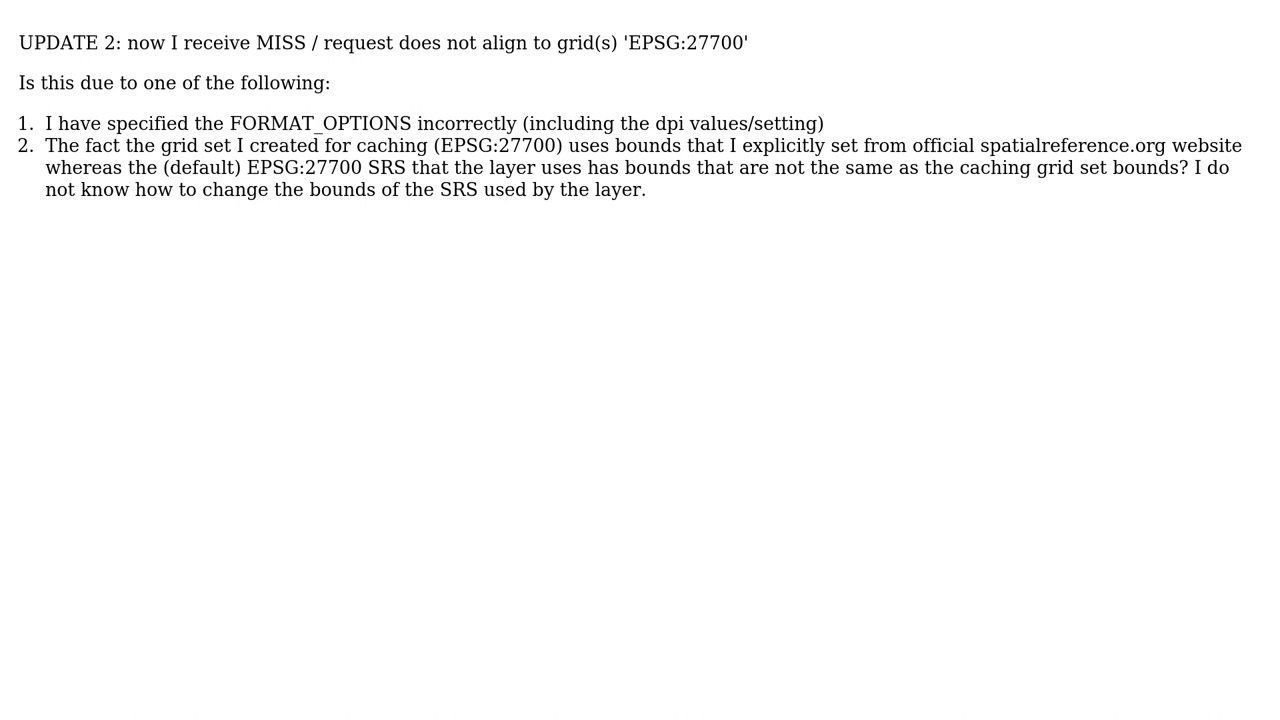 UPDATE 2: now I receive MISS / request does not align to grid(s) 'EPSG:27700'
Is this due to one of the following:
1. I have specified the FORMAT_OPTIONS incorrectly (including the dpi values/setting)
2. The fact the grid set I created for caching (EPSG:27700) uses bounds that I explicitly set from official spatialreference.org website
whereas the (default) EPSG:27700 SRS that the layer uses has bounds that are not the same as the caching grid set bounds? I do
not know how to change the bounds of the SRS used by the layer.